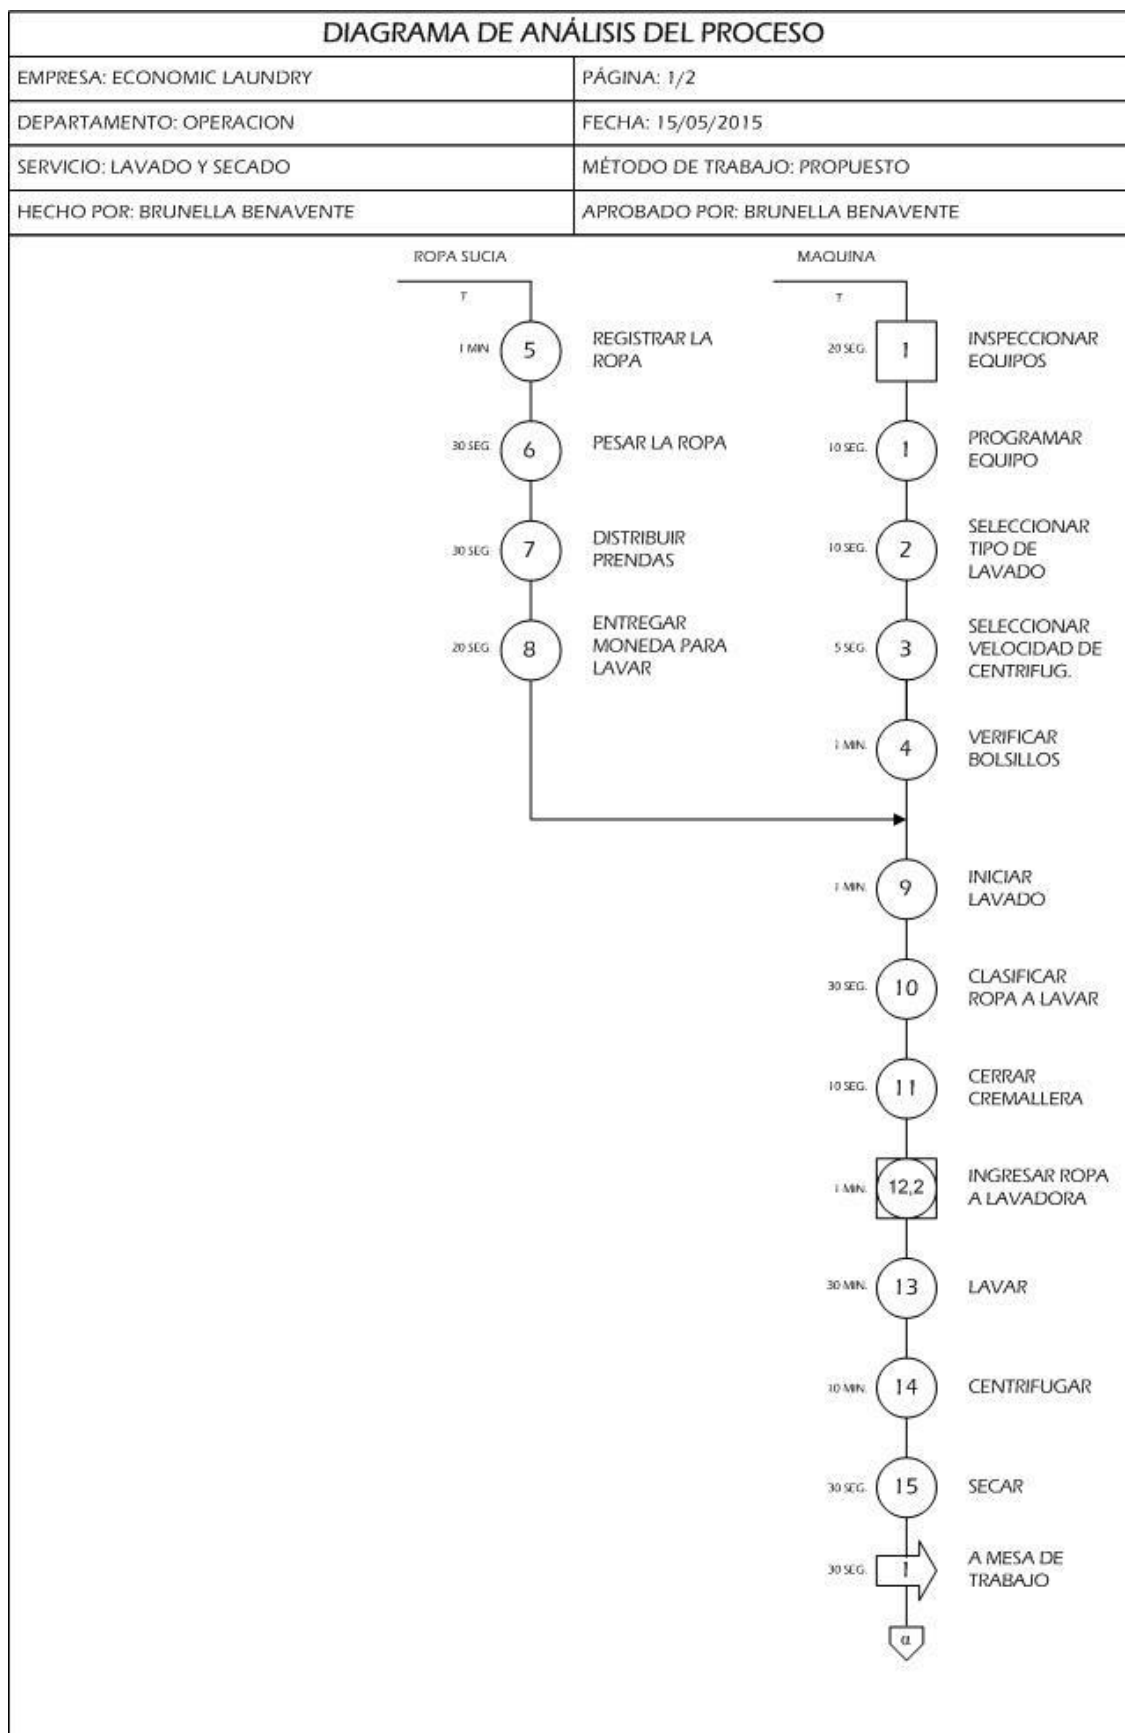 DIAGRAMA DE ANÁLISIS DEL PROCESO
EMPRESA: ECONOMIC LAUNDRY
PÁGINA: 1/2
DEPARTAMENTO: OPERACION
FECHA: 15/05/2015
SERVICIO: LAVADO Y SECADO
MÉTODO DE TRABAJO: PROPUESTO
HECHO POR: BRUNELLA BENAVENTE
APROBADO POR: BRUNELLA BENAVENTE
ROPA SUCIA
T
1 MIN
5
REGISTRAR LA
ROPA
30 SEG.
6
PESAR LA ROPA
30 SEG
7
DISTRIBUIR
PRENDAS
20 SEG
8
ENTREGAR
MONEDA PARA
LAVAR
MAQUINA
T
20 SEG.
1
INSPECCIONAR
EQUIPOS
10 SEG.
1
PROGRAMAR
EQUIPO
10 SEG.
2
SELECCIONAR
TIPO DE
LAVADO
5 SEG.
3
SELECCIONAR
VELOCIDAD DE
CENTRIFUG.
1 MIN.
4
VERIFICAR
BOLSILLOS
1 MIN.
9
INICIAR
LAVADO
30 SEG.
10
CLASIFICAR
ROPA A LAVAR
10 SEG.
11
CERRAR
CREMALLERA
1 MIN.
12,2
INGRESAR ROPA
A LAVADORA
30 MIN.
13
LAVAR
MIN.
14
CENTRIFUGAR
30 SEG.
15
SECAR
30 SEG.
1
A MESA DE
TRABAJO
α